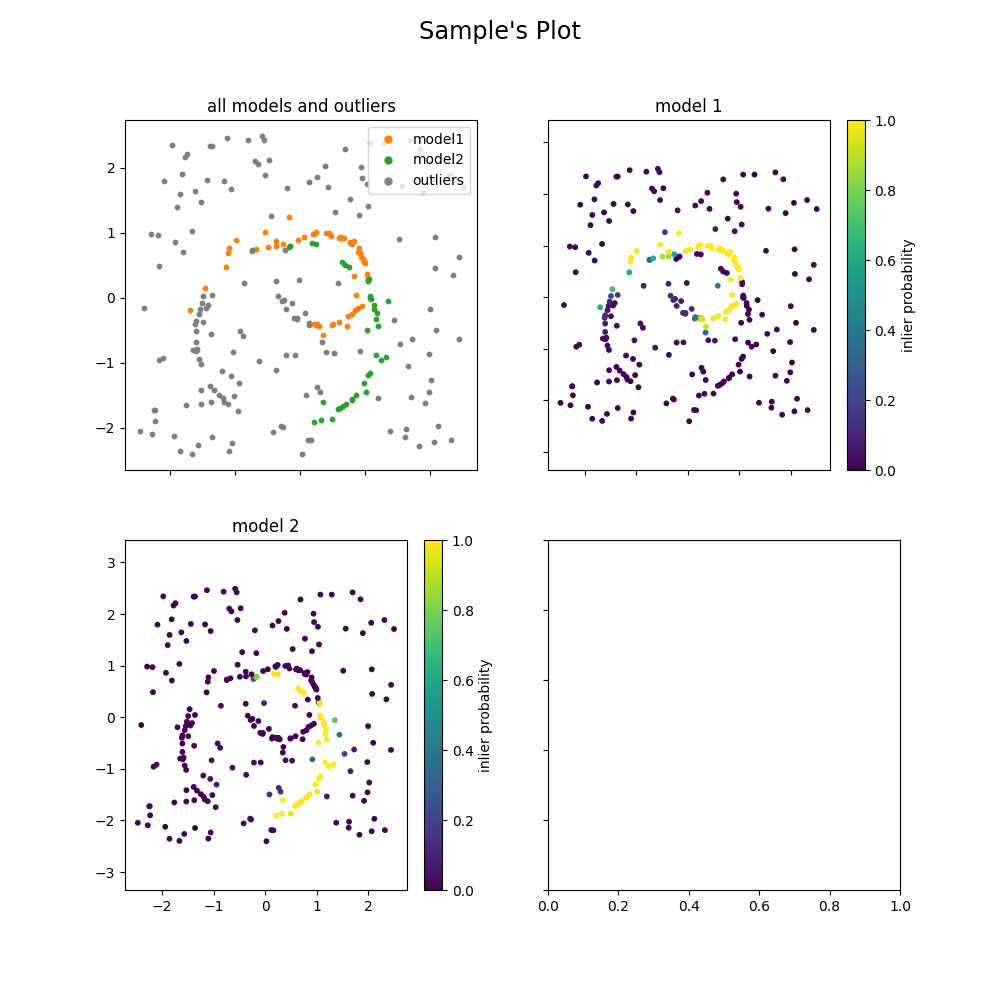 Sample's Plot
all models and outliers
model1
model2
outliers
2
1
0
−1
−2
model 1
1.0
0.8
0.6
0.4
0.2
0.0
inlier probability
model 2
3
2
1
0
−1
−2
−3
−2 −1 0 1 2
1.0
0.8
0.6
0.4
0.2
0.0
inlier probability
0.0 0.2 0.4 0.6 0.8 1.0